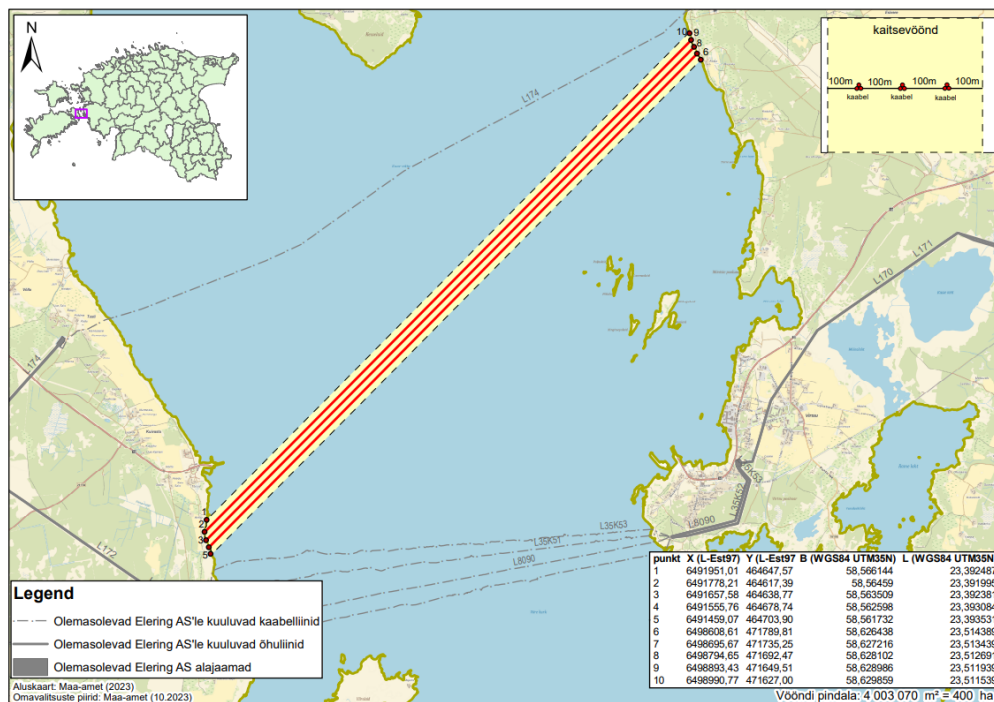 N
kaitsevöönd
100m 100m 100m 100m
kaabel kaabel kaabel
10 9
8
6
L174
L174
L172
L171
L170
1
2
3
5
L35K53
L35K51
L8090
L35K53
L35K52
L8090
Virtsu
Legend
Olemasolevad Elering AS'le kuuluvad kaabelliinid
Olemasolevad Elering AS'le kuuluvad õhuliinid
Olemasolevad Elering AS alajaamad
Aluskaart: Maa-amet (2023)
Omavalitsuste piirid: Maa-amet (10.2023)
punkt X (L-Est97) Y (L-Est97 B (WGS84 UTM35N) L (WGS84 UTM35N)
1 6491951,01 464647,57 58,566144 23,392487
2 6491778,21 464617,39 58,56459 23,391995
3 6491657,58 464638,77 58,563509 23,392381
4 6491555,76 464678,74 58,562598 23,393084
5 6491459,07 464703,90 58,561732 23,393531
6 6498608,61 471789,81 58,626438 23,514389
7 6498695,67 471735,25 58,627216 23,513439
8 6498794,65 471692,47 58,628102 23,512691
9 6498893,43 471649,51 58,628986 23,511939
10 6498990,77 471627,00 58,629859 23,511539
Vööndi pindala: 4 003 070 m² = 400 ha